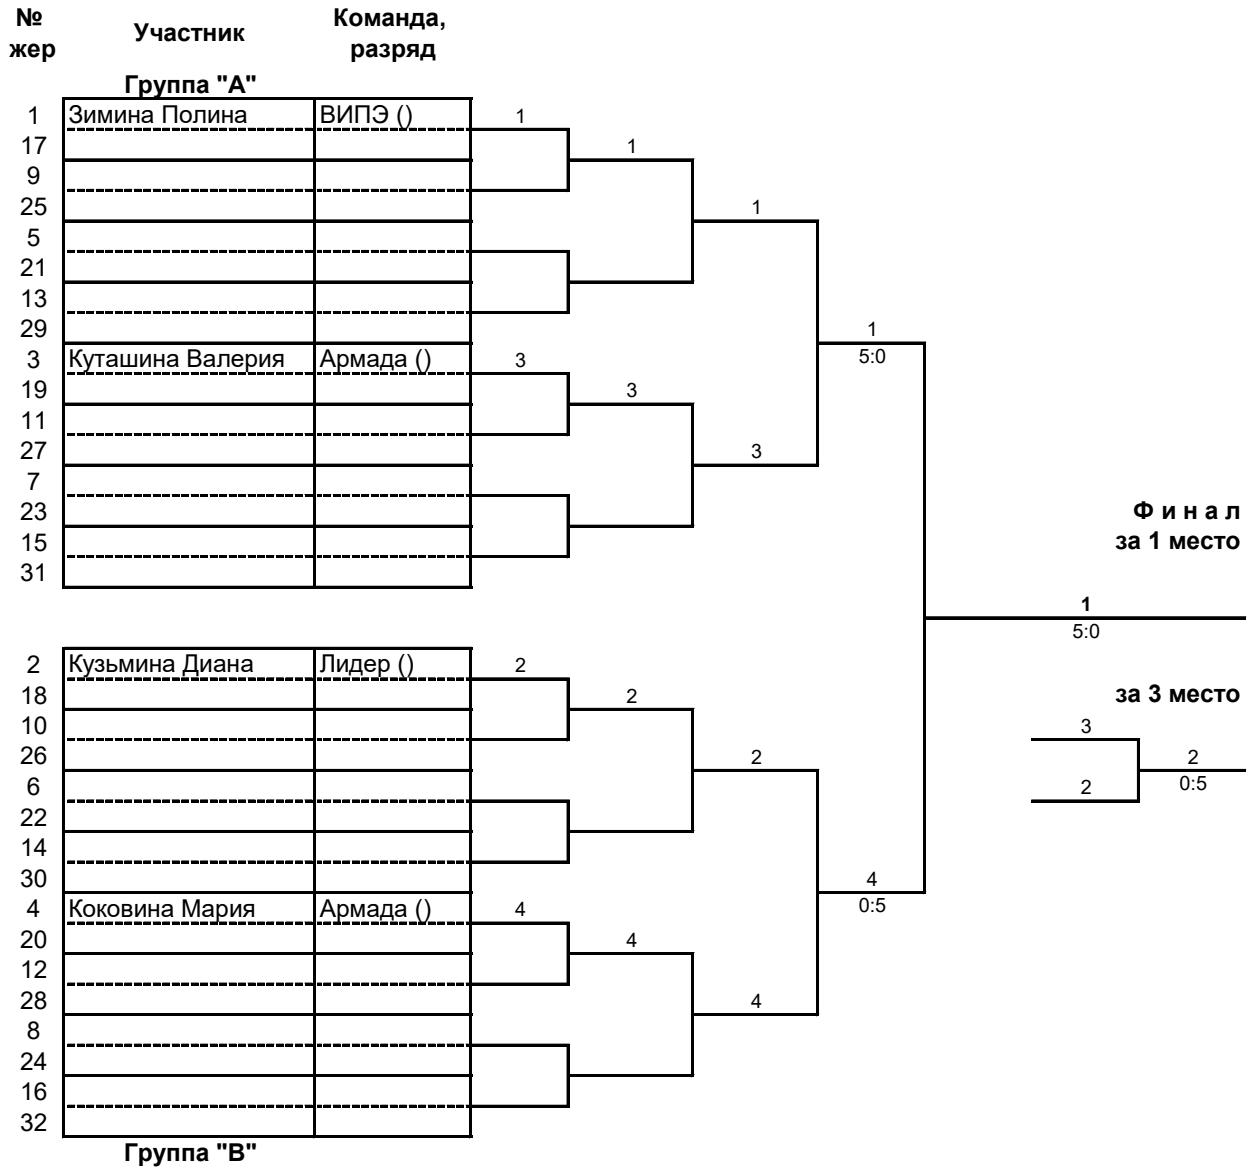 № жер Участник Команда, разряд
Группа "А"
1 Зимина Полина ВИПЭ () 1
17 1
9
25 1
5
21
13
29 1
3 Куташина Валерия Армада () 3 5:0
19 3
11
27 3
7
23 Ф и н а л
15 за 1 место
31
1
5:0
2 Кузьмина Диана Лидер () 2
18 2 за 3 место
10 3
26 2 2
6 2 0:5
22
14
30 4
4 Коковина Мария Армада () 4 0:5
20 4
12
28 4
8
24
16
32
Группа "В"